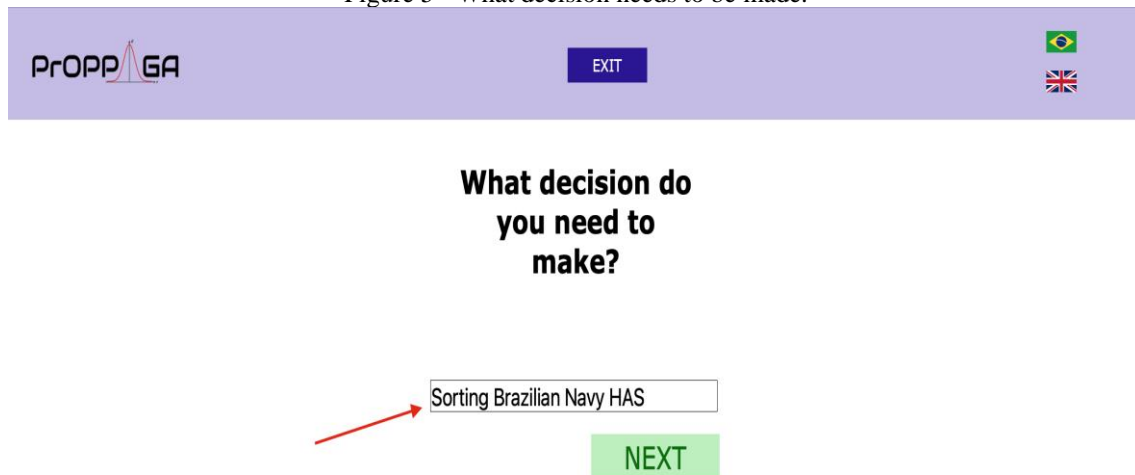 PrOPPAGA
EXIT
What decision do
you need to
make?
Sorting Brazilian Navy HAS
NEXT